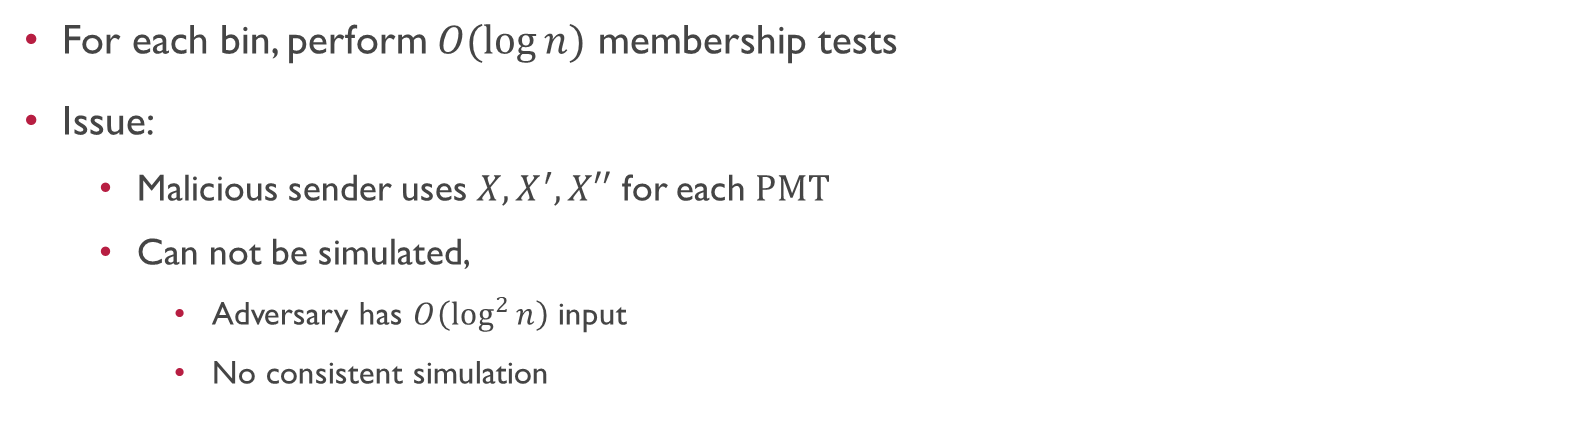 • For each bin, perform O(log n) membership tests
• Issue:
• Malicious sender uses X, X′, X′′ for each PMT
• Can not be simulated,
• Adversary has O(log² n) input
• No consistent simulation